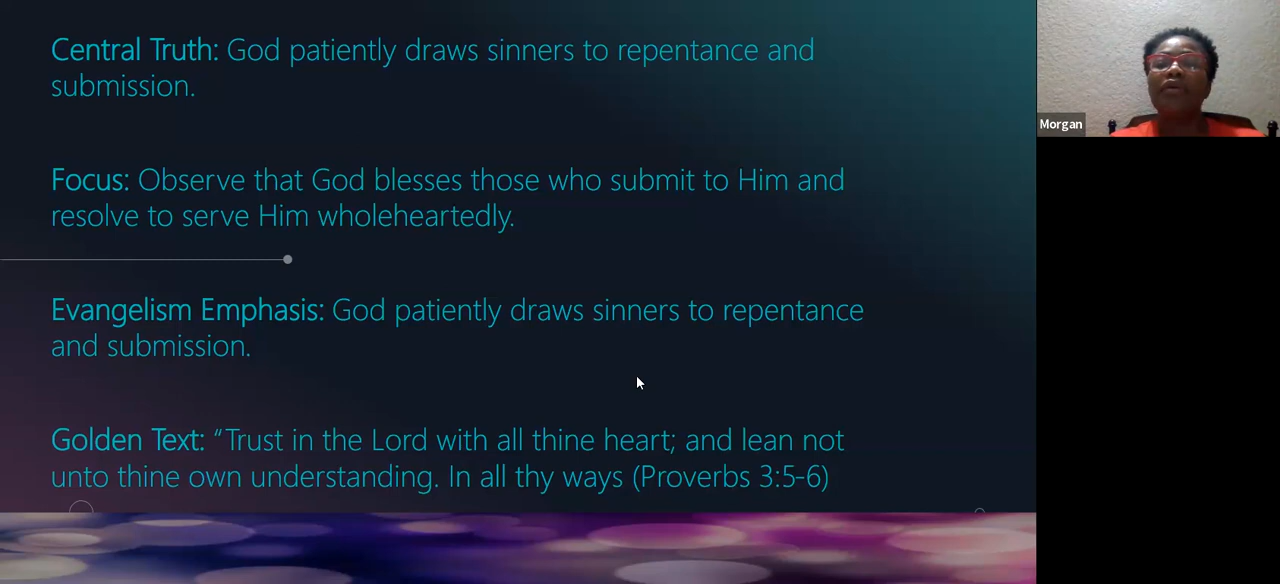 Central Truth: God patiently draws sinners to repentance and
submission.
Focus: Observe that God blesses those who submit to Him and
resolve to serve Him wholeheartedly.
Evangelism Emphasis: God patiently draws sinners to repentance
and submission.
Golden Text: “Trust in the Lord with all thine heart; and lean not
unto thine own understanding. In all thy ways (Proverbs 3:5-6)
Morgan